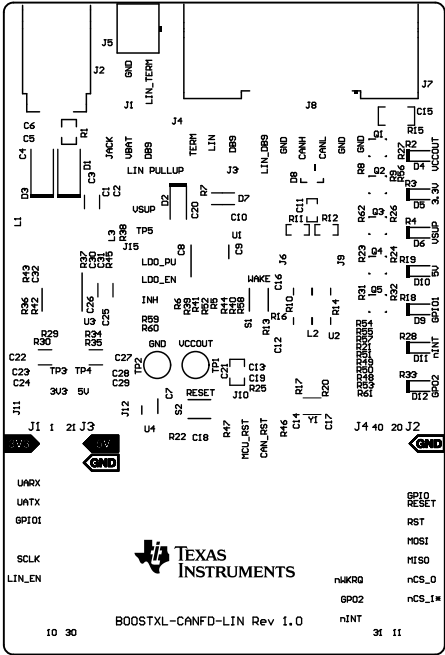 J5
J2
GND
LIN_TERM
J1
J4
J8
J7
C6
C5
C4
R1
D1
C3
D3
C1
C2
L1
JACK
VBAT
DB9
TERM
LIN
DB9
J3
LIN_DB9
GND
CANH
CANL
GND
GND
C15
R15
Q1
R2
R27
VCCOUT
D4
R8
R9
R56
Q2
R3
3.3V
D5
LIN PULLUP
R7
D7
D8
D2
C20
C10
C11
R11
R12
R62
Q3
R26
R4
VSUP
D6
VSUP
TP5
L3
R38
J15
U1
C8
C9
LDO_PU
LDO_EN
INH
WAKE
C16
J6
J9
R23
Q4
R24
R19
5V
D10
R43
C32
R37
C30
C31
R45
R36
R42
C26
C25
U3
R6
R39
R41
R52
R5
R44
R40
R58
S1
R13
R16
R10
R14
L2
U2
R31
Q5
R32
R18
GPIO1
D9
R59
R60
R29
R30
R34
R35
C22
C23
C24
TP3
TP4
C27
C28
C29
3V3
5V
GND
VCCOUT
TP2
TP1
C21
C13
C19
R25
J10
C12
R54
R55
R57
R21
R51
R49
R50
R48
R53
R61
R28
nINT
D11
R33
GPO2
D12
J11
J12
C7
RESET
S2
U4
R22
C18
R47
MCU_RST
CAN_RST
R46
R17
R20
C14
Y1
C17
J1 1 21 J3
J4 40 20 J2
3V3
5V
GND
GND
UARX
UATX
GPIO1
SCLK
LIN_EN
GPIO
RESET
RST
MOSI
MISO
nWKRQ
nCS_O
GPO2
nCS_I*
nINT
TEXAS
INSTRUMENTS
BOOSTXL-CANFD-LIN Rev 1.0
10 30
31 11